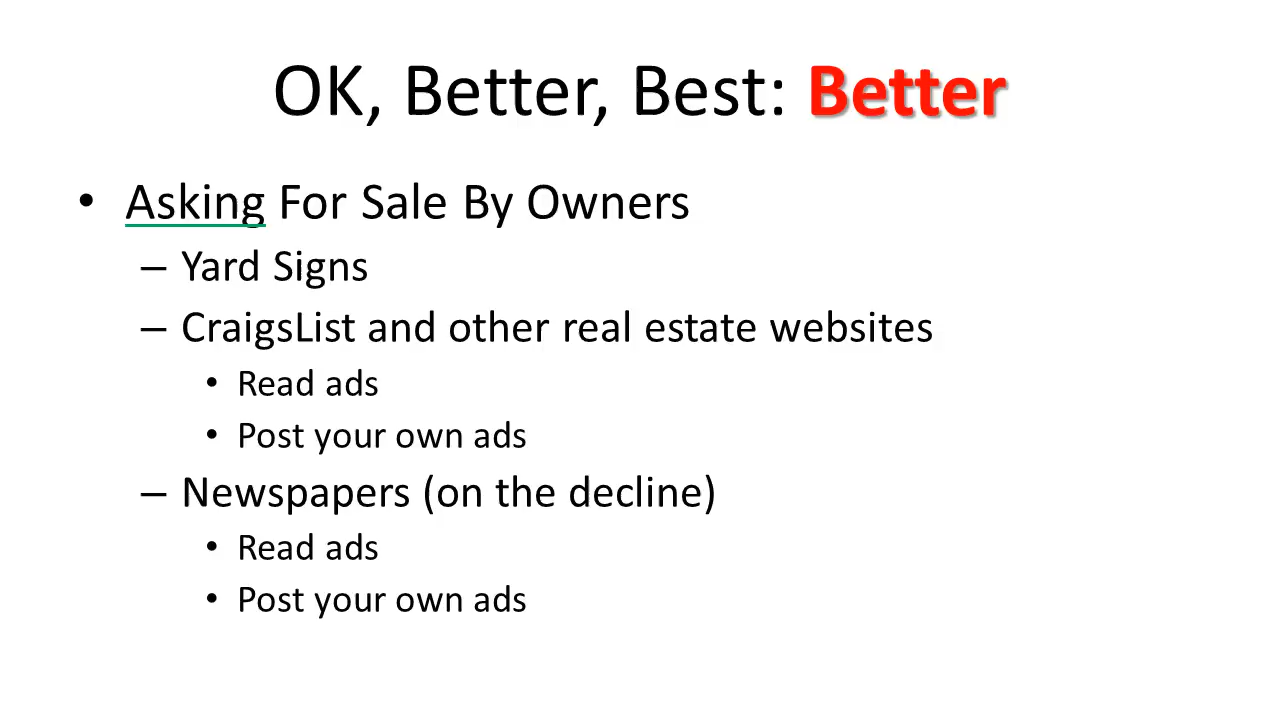 OK, Better, Best: Better
• Asking For Sale By Owners
– Yard Signs
– CraigsList and other real estate websites
• Read ads
• Post your own ads
– Newspapers (on the decline)
• Read ads
• Post your own ads